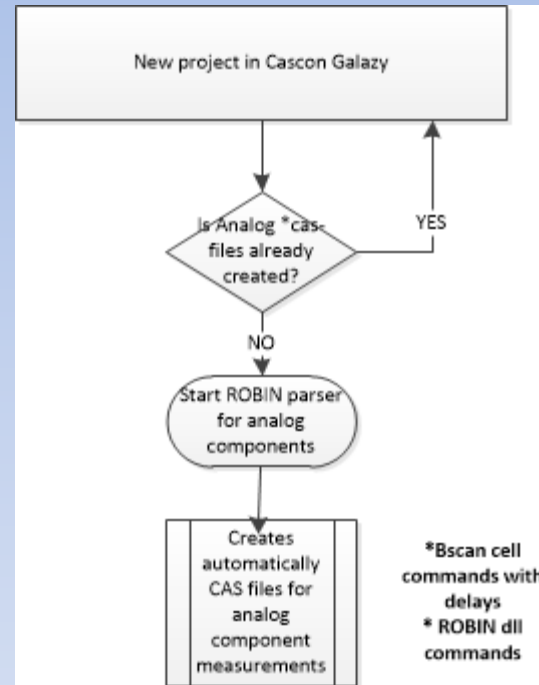 New project in Cascon Galazy
Is Analog *cas-
files already
created?
YES
NO
Start ROBIN parser
for analog
components
Creates
automatically
CAS files for
analog
component
measurements
*Bscan cell
commands with
delays
* ROBIN dll
commands